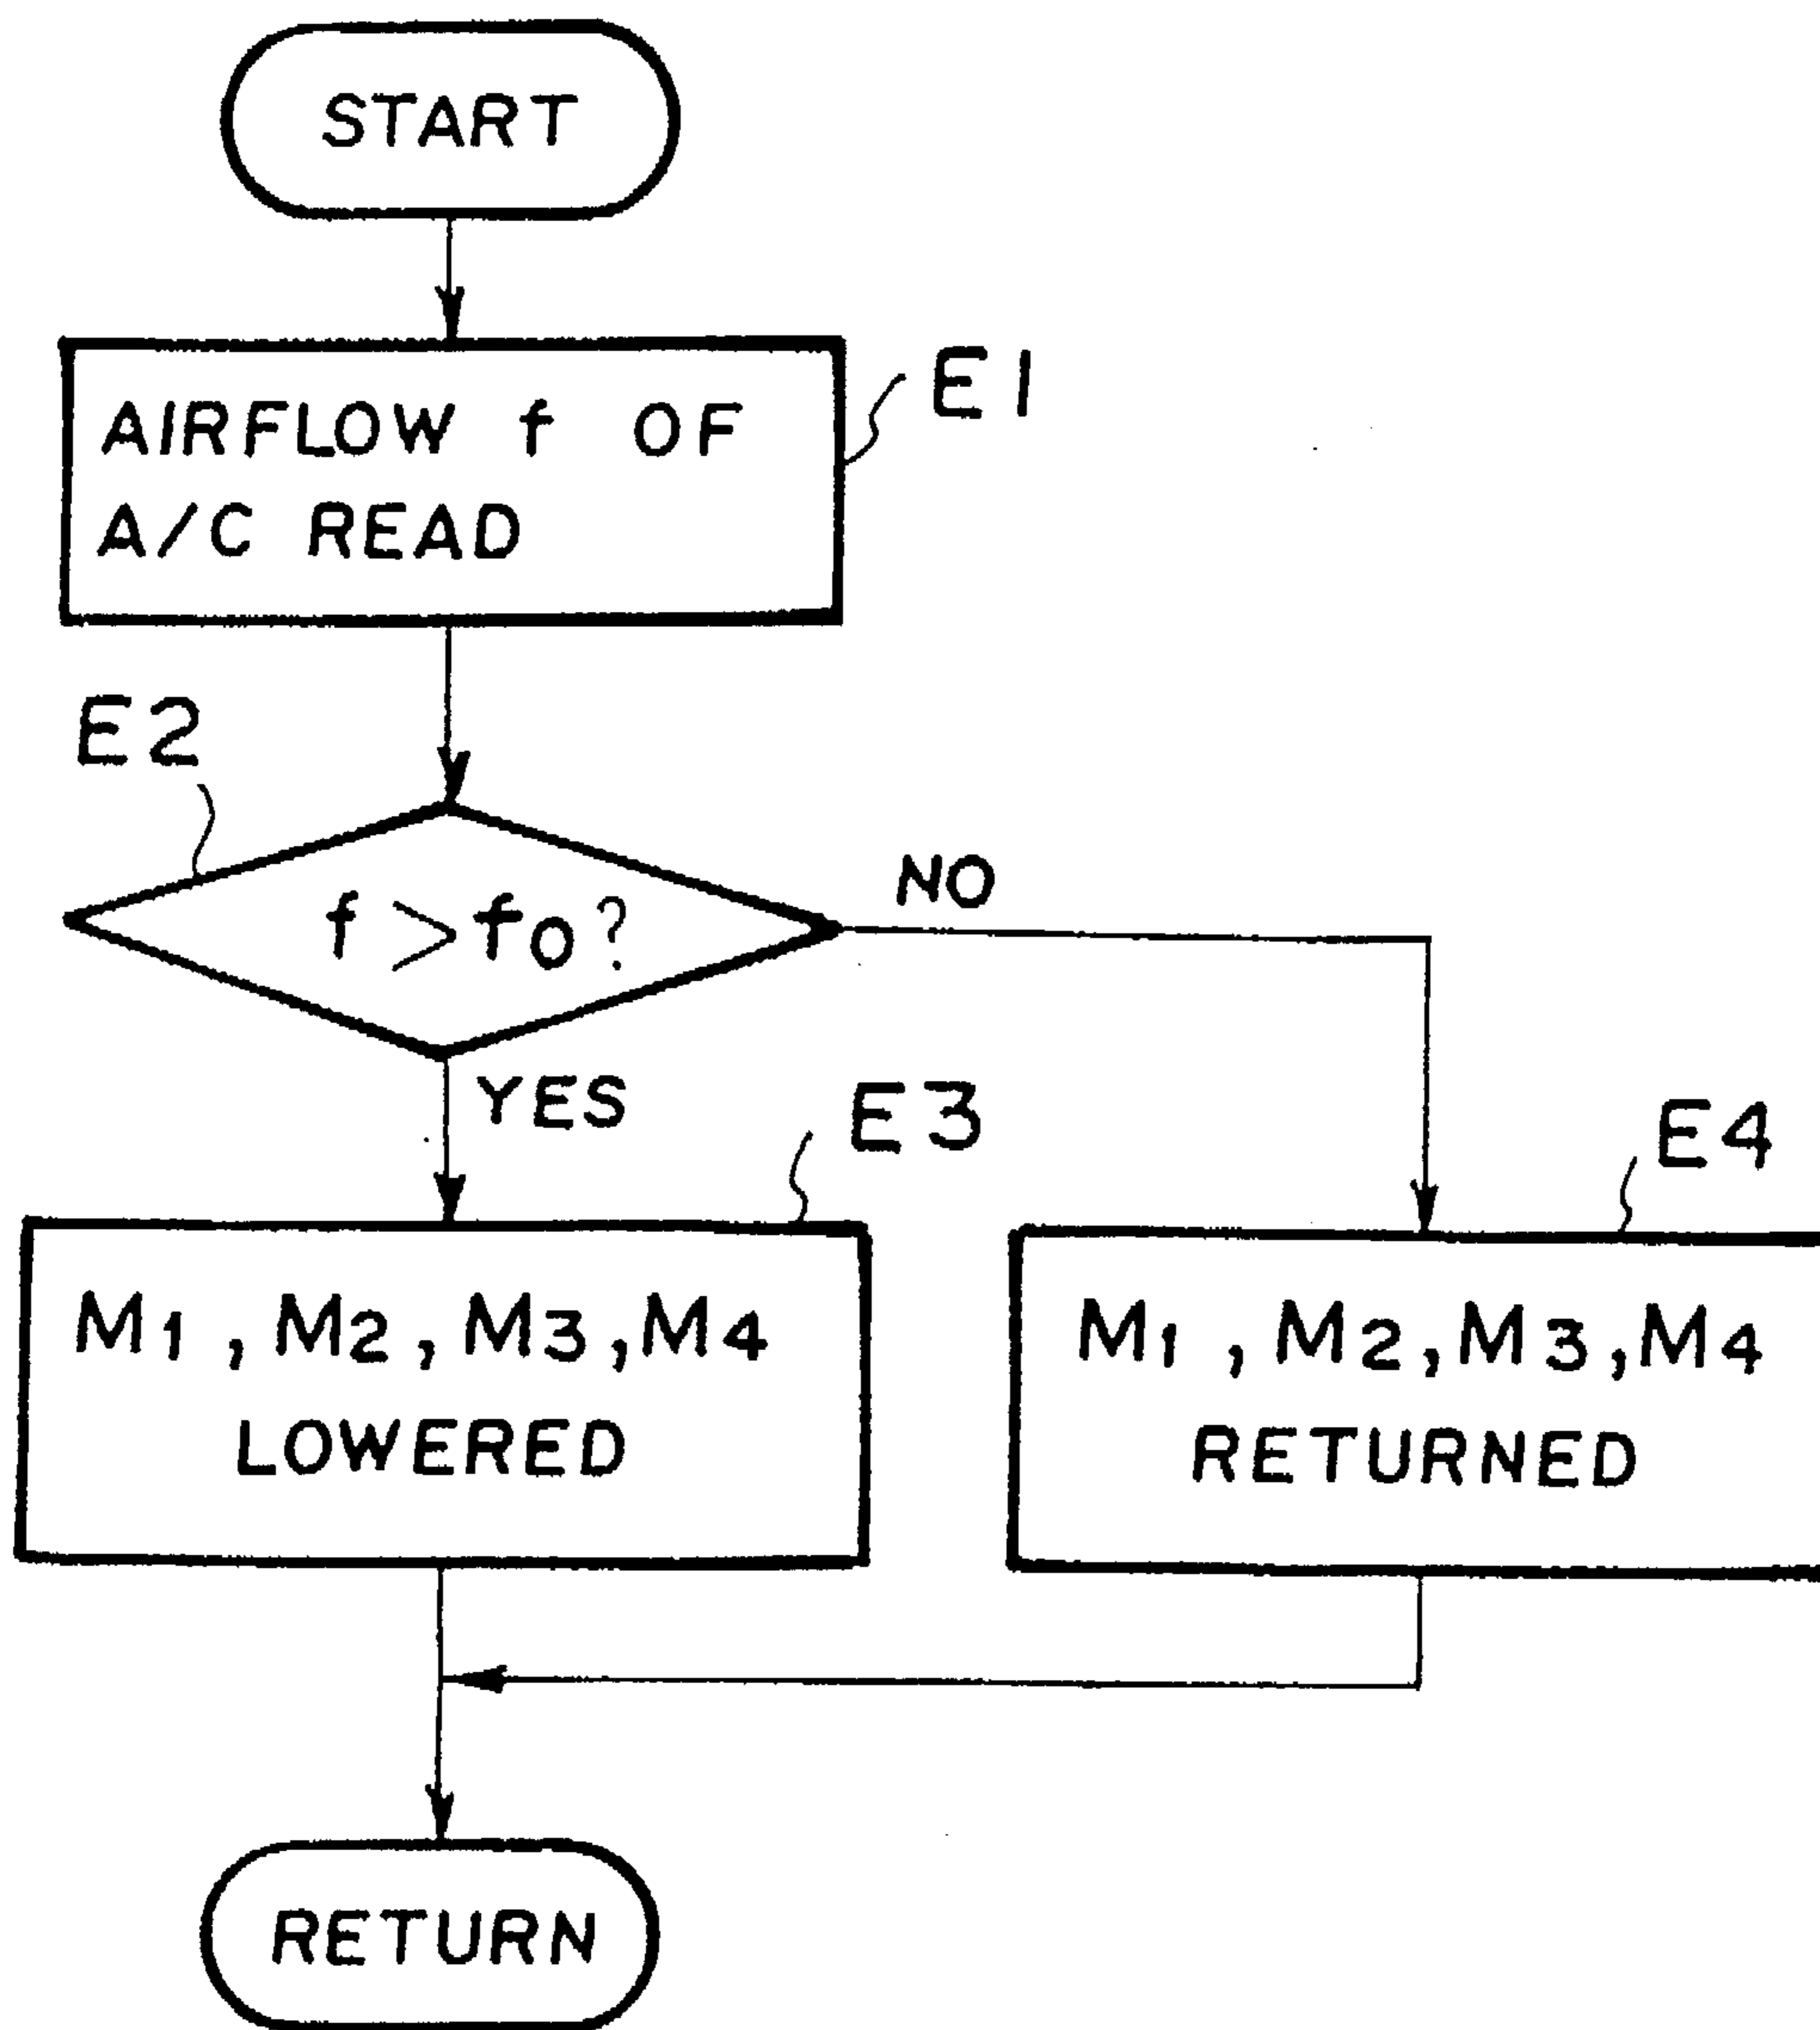 START
AIRFLOW f OF
A/C READ
E1
E2
f > fo?
NO
YES
E3
E4
M1, M2, M3, M4
LOWERED
M1, M2, M3, M4
RETURNED
RETURN